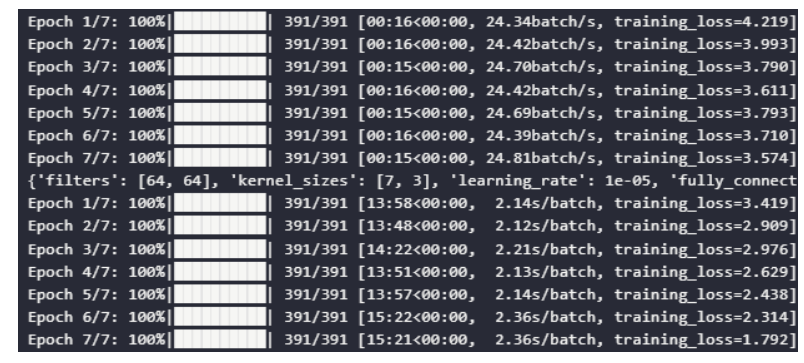 Epoch 1/7: 100%|██████████| 391/391 [00:16<00:00, 24.34batch/s, training_loss=4.219]
Epoch 2/7: 100%|██████████| 391/391 [00:16<00:00, 24.42batch/s, training_loss=3.993]
Epoch 3/7: 100%|██████████| 391/391 [00:15<00:00, 24.70batch/s, training_loss=3.790]
Epoch 4/7: 100%|██████████| 391/391 [00:16<00:00, 24.42batch/s, training_loss=3.611]
Epoch 5/7: 100%|██████████| 391/391 [00:15<00:00, 24.69batch/s, training_loss=3.793]
Epoch 6/7: 100%|██████████| 391/391 [00:16<00:00, 24.39batch/s, training_loss=3.710]
Epoch 7/7: 100%|██████████| 391/391 [00:15<00:00, 24.81batch/s, training_loss=3.574]
{'filters': [64, 64], 'kernel_sizes': [7, 3], 'learning_rate': 1e-05, 'fully_connect
Epoch 1/7: 100%|██████████| 391/391 [13:58<00:00,  2.14s/batch, training_loss=3.419]
Epoch 2/7: 100%|██████████| 391/391 [13:48<00:00,  2.12s/batch, training_loss=2.909]
Epoch 3/7: 100%|██████████| 391/391 [14:22<00:00,  2.21s/batch, training_loss=2.976]
Epoch 4/7: 100%|██████████| 391/391 [13:51<00:00,  2.13s/batch, training_loss=2.629]
Epoch 5/7: 100%|██████████| 391/391 [13:57<00:00,  2.14s/batch, training_loss=2.438]
Epoch 6/7: 100%|██████████| 391/391 [15:22<00:00,  2.36s/batch, training_loss=2.314]
Epoch 7/7: 100%|██████████| 391/391 [15:21<00:00,  2.36s/batch, training_loss=1.792]